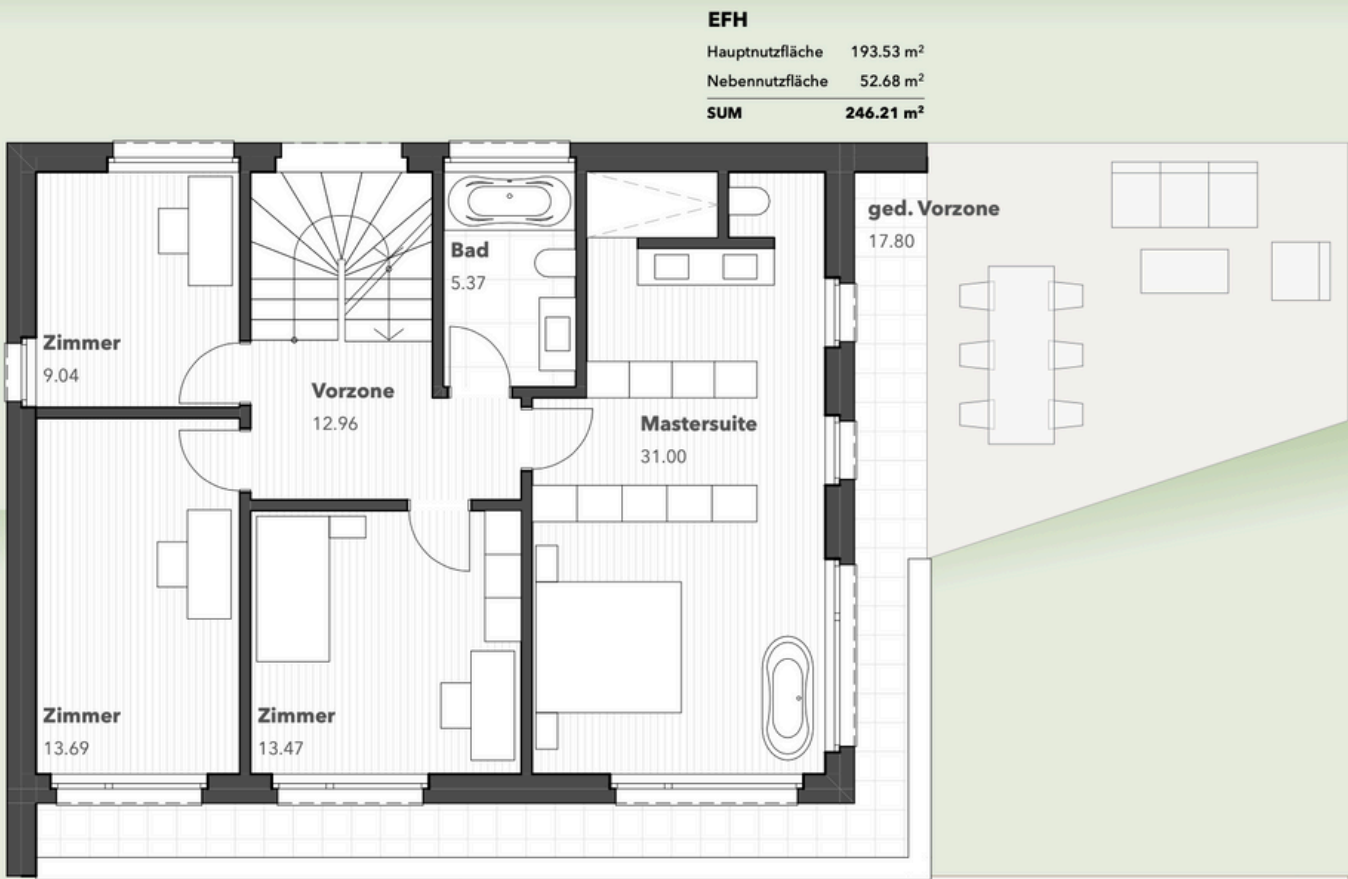 EFH
Hauptnutzfläche 193.53 m²
Nebennutzfläche 52.68 m²
SUM 246.21 m²
ged. Vorzone
17.80
Bad
5.37
Zimmer
9.04
Vorzone
12.96
Mastersuite
31.00
Zimmer
13.69
Zimmer
13.47